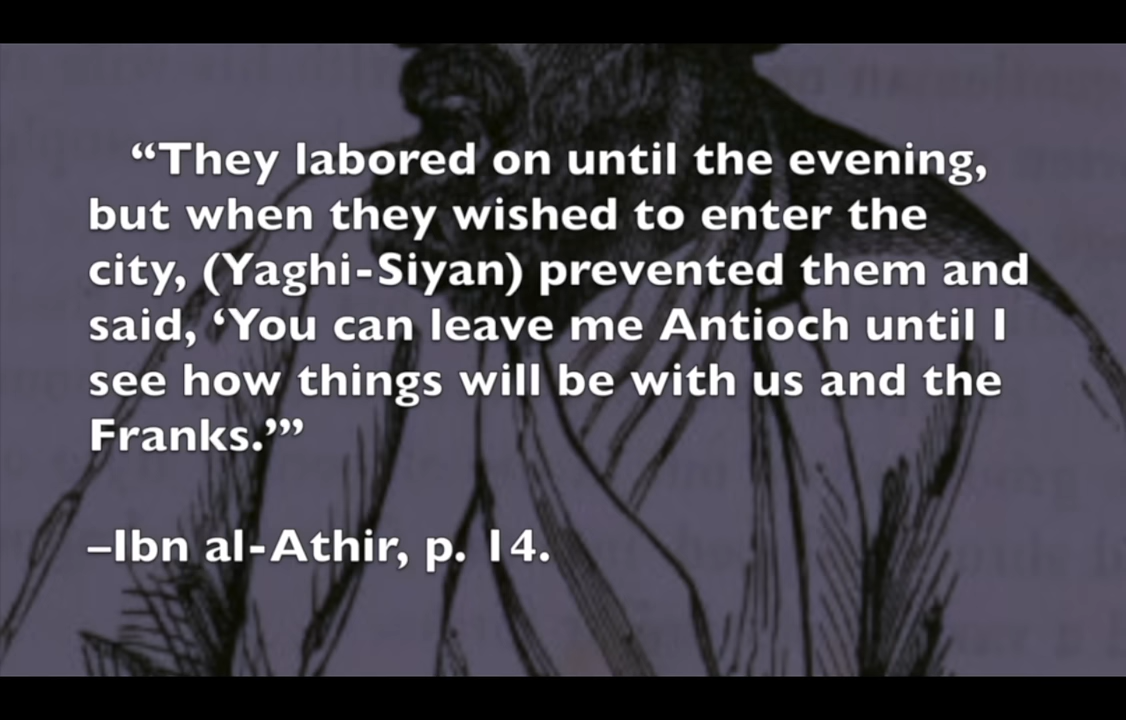 “They labored on until the evening,
but when they wished to enter the
city, (Yaghi-Siyan) prevented them and
said, ‘You can leave me Antioch until I
see how things will be with us and the
Franks.’”
–Ibn al-Athir, p. 14.